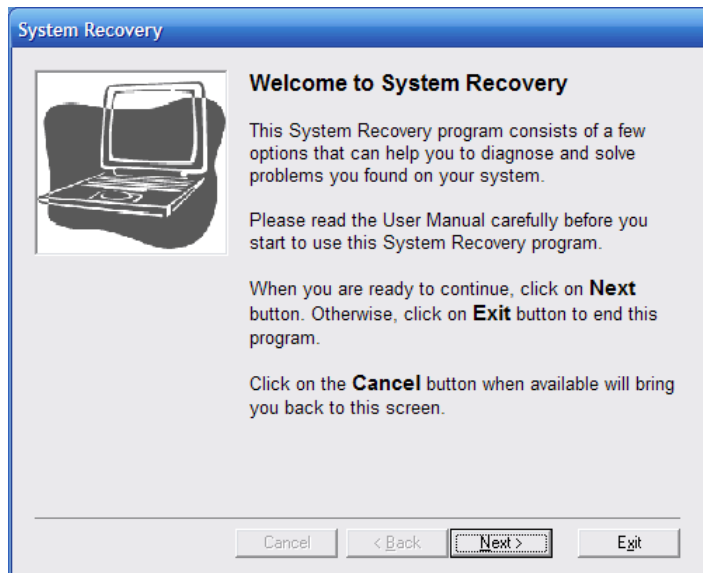 System Recovery
Welcome to System Recovery
This System Recovery program consists of a few
options that can help you to diagnose and solve
problems you found on your system.
Please read the User Manual carefully before you
start to use this System Recovery program.
When you are ready to continue, click on Next
button. Otherwise, click on Exit button to end this
program.
Click on the Cancel button when available will bring
you back to this screen.
Cancel < Back Next > Exit